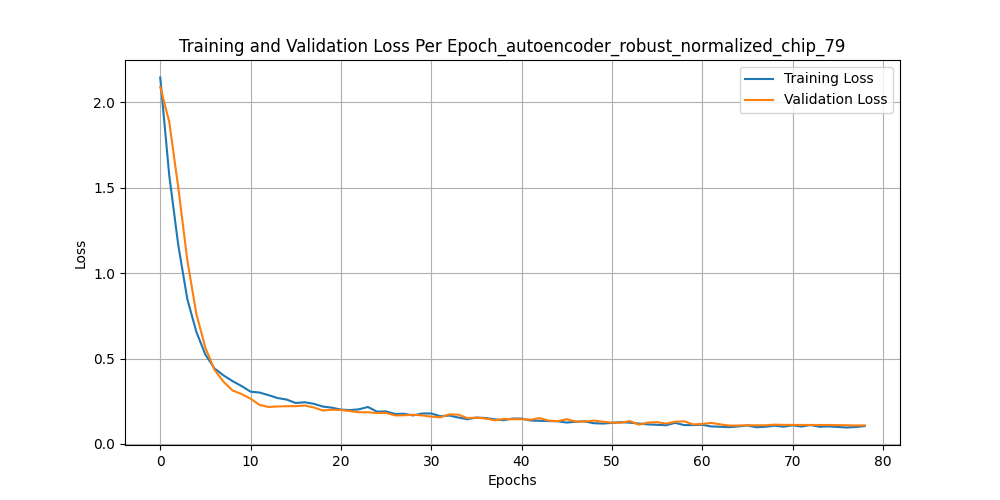 Training and Validation Loss Per Epoch_autoencoder_robust_normalized_chip_79
Training Loss
Validation Loss
2.0
1.5
1.0
0.5
0.0
Loss
0 10 20 30 40 50 60 70 80
Epochs